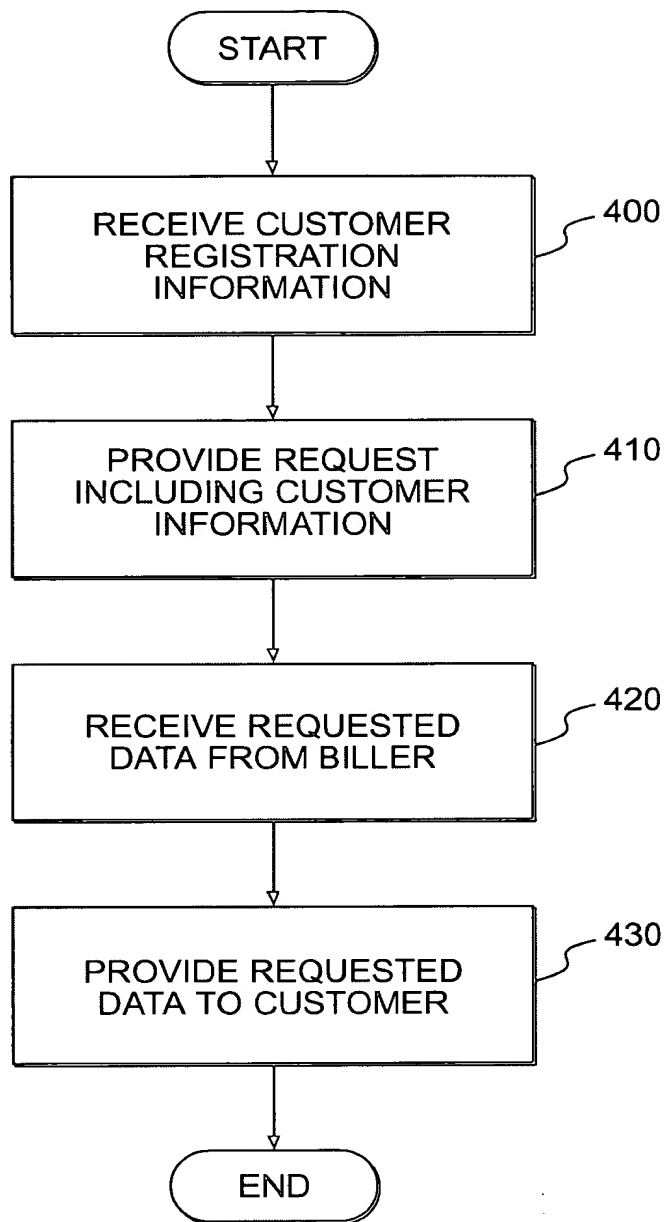 START
RECEIVE CUSTOMER
REGISTRATION
INFORMATION
400
PROVIDE REQUEST
INCLUDING CUSTOMER
INFORMATION
410
RECEIVE REQUESTED
DATA FROM BILLER
420
PROVIDE REQUESTED
DATA TO CUSTOMER
430
END